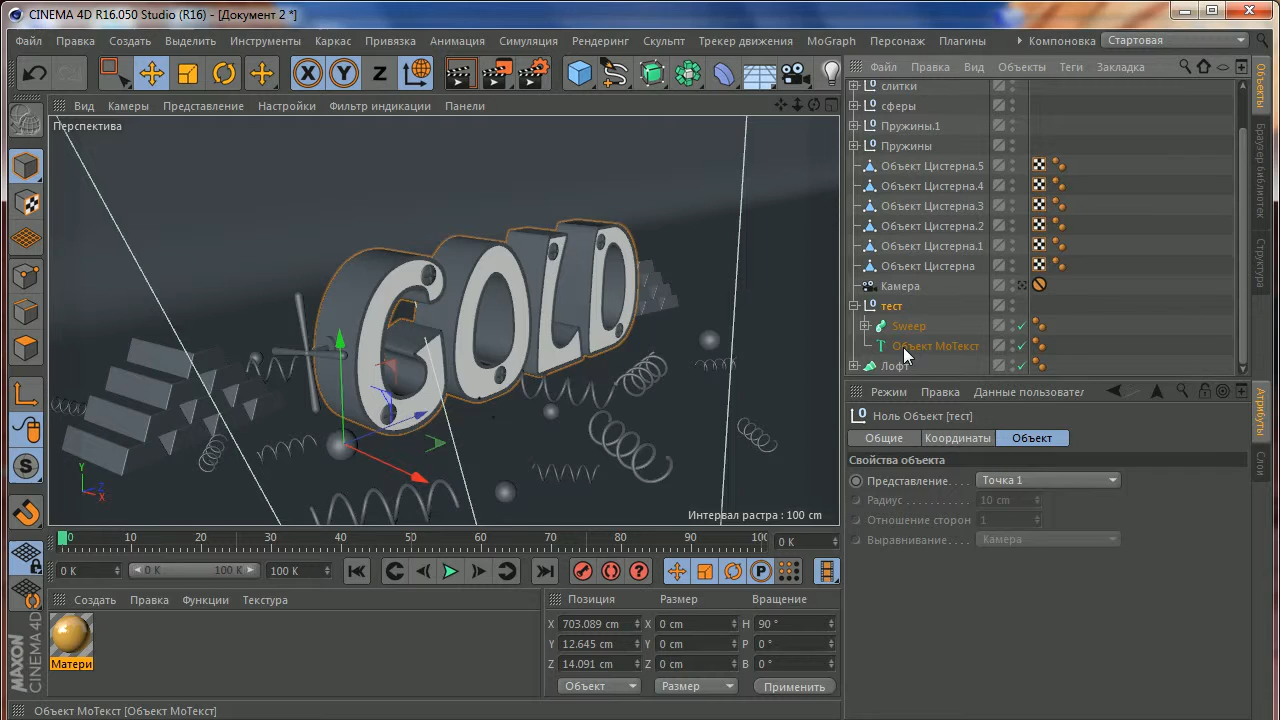 CINEMA 4D R16.050 Studio (R16) - [Документ 2 *]
Файл Правка Создать Выделить Инструменты Каркас Привязка Анимация Симуляция Рендеринг Скульпт Трекер движения MoGraph Персонаж Плагины Компоновка Стартовая
X Y Z
Файл Правка Вид Объекты Теги Закладка
Вид Камеры Представление Настройки Фильтр индикации Панели
Перспектива
GOLD
Y
Z
X
Интервал растра : 100 cm
слитки
сферы
Пружины.1
Пружины
Объект Цистерна.5
Объект Цистерна.4
Объект Цистерна.3
Объект Цистерна.2
Объект Цистерна.1
Объект Цистерна
Камера
тест
Sweep
Объект МоТекст
Лофт
Объекты
Браузер библиотек
Структура
Режим Правка Данные пользовател
Ноль Объект [тест]
Общие Координаты Объект
Свойства объекта
Представление. . . . Точка 1
Радиус . . . . . . . . . . . 10 cm
Отношение сторон 1
Выравнивание. . . . Камера
Атрибуты
Слои
0 10 20 30 40 50 60 70 80 90 100 0 K
0 K 0 K 100 K 100 K
P
S
Создать Правка Функции Текстура
Матери
MAXON
CINEMA 4D
Позиция Размер Вращение
X 703.089 cm X 0 cm H 90 °
Y 12.645 cm Y 0 cm P 0 °
Z 14.091 cm Z 0 cm B 0 °
Объект Размер Применить
Объект МоТекст [Объект МоТекст]